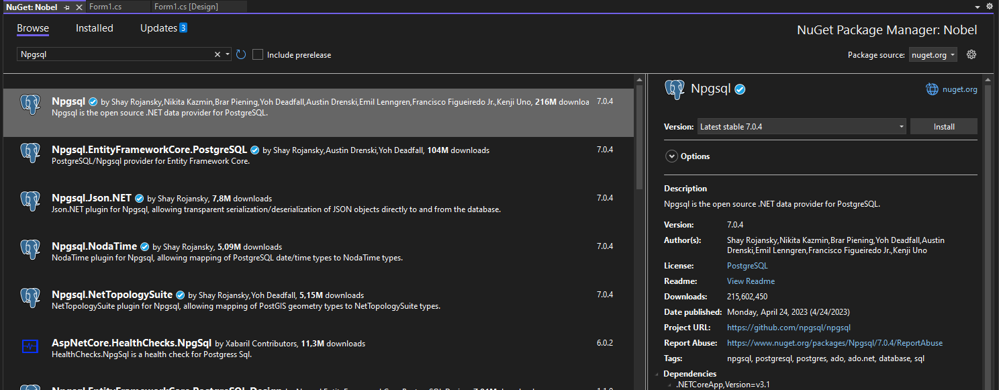 NuGet: Nobel
Form1.cs
Form1.cs [Design]
Browse
Installed
Updates 3
NuGet Package Manager: Nobel
Npgsql
Include prerelease
Package source: nuget.org
Npgsql by Shay Rojansky,Nikita Kazmin,Brar Piening,Yoh Deadfall,Austin Drenski,Emil Lenngren,Francisco Figueiredo Jr.,Kenji Uno, 216M downloa 7.0.4
Npgsql is the open source .NET data provider for PostgreSQL.
Npgsql.EntityFrameworkCore.PostgreSQL by Shay Rojansky,Austin Drenski,Yoh Deadfall, 104M downloads 7.0.4
PostgreSQL/Npgsql provider for Entity Framework Core.
Npgsql.Json.NET by Shay Rojansky, 7,8M downloads 7.0.4
Json.NET plugin for Npgsql, allowing transparent serialization/deserialization of JSON objects directly to and from the database.
Npgsql.NodaTime by Shay Rojansky, 5,09M downloads 7.0.4
NodaTime plugin for Npgsql, allowing mapping of PostgreSQL date/time types to NodaTime types.
Npgsql.NetTopologySuite by Shay Rojansky,Yoh Deadfall, 5,15M downloads 7.0.4
NetTopologySuite plugin for Npgsql, allowing mapping of PostGIS geometry types to NetTopologySuite types.
AspNetCore.HealthChecks.NpgSql by Xabaril Contributors, 11,3M downloads 6.0.2
HealthChecks.NpgSql is a health check for Postgress Sql.
Npgsql.EntityFrameworkCore.PostgreSQL.Design
Npgsql
nuget.org
Version: Latest stable 7.0.4
Install
Options
Description
Npgsql is the open source .NET data provider for PostgreSQL.
Version: 7.0.4
Author(s): Shay Rojansky,Nikita Kazmin,Brar Piening,Yoh Deadfall,Austin
Drenski,Emil Lenngren,Francisco Figueiredo Jr.,Kenji Uno
License: PostgreSQL
Readme: View Readme
Downloads: 215,602,450
Date published: Monday, April 24, 2023 (4/24/2023)
Project URL: https://github.com/npgsql/npgsql
Report Abuse: https://www.nuget.org/packages/Npgsql/7.0.4/ReportAbuse
Tags: npgsql, postgresql, postgres, ado, ado.net, database, sql
Dependencies
.NETCoreApp,Version=v3.1